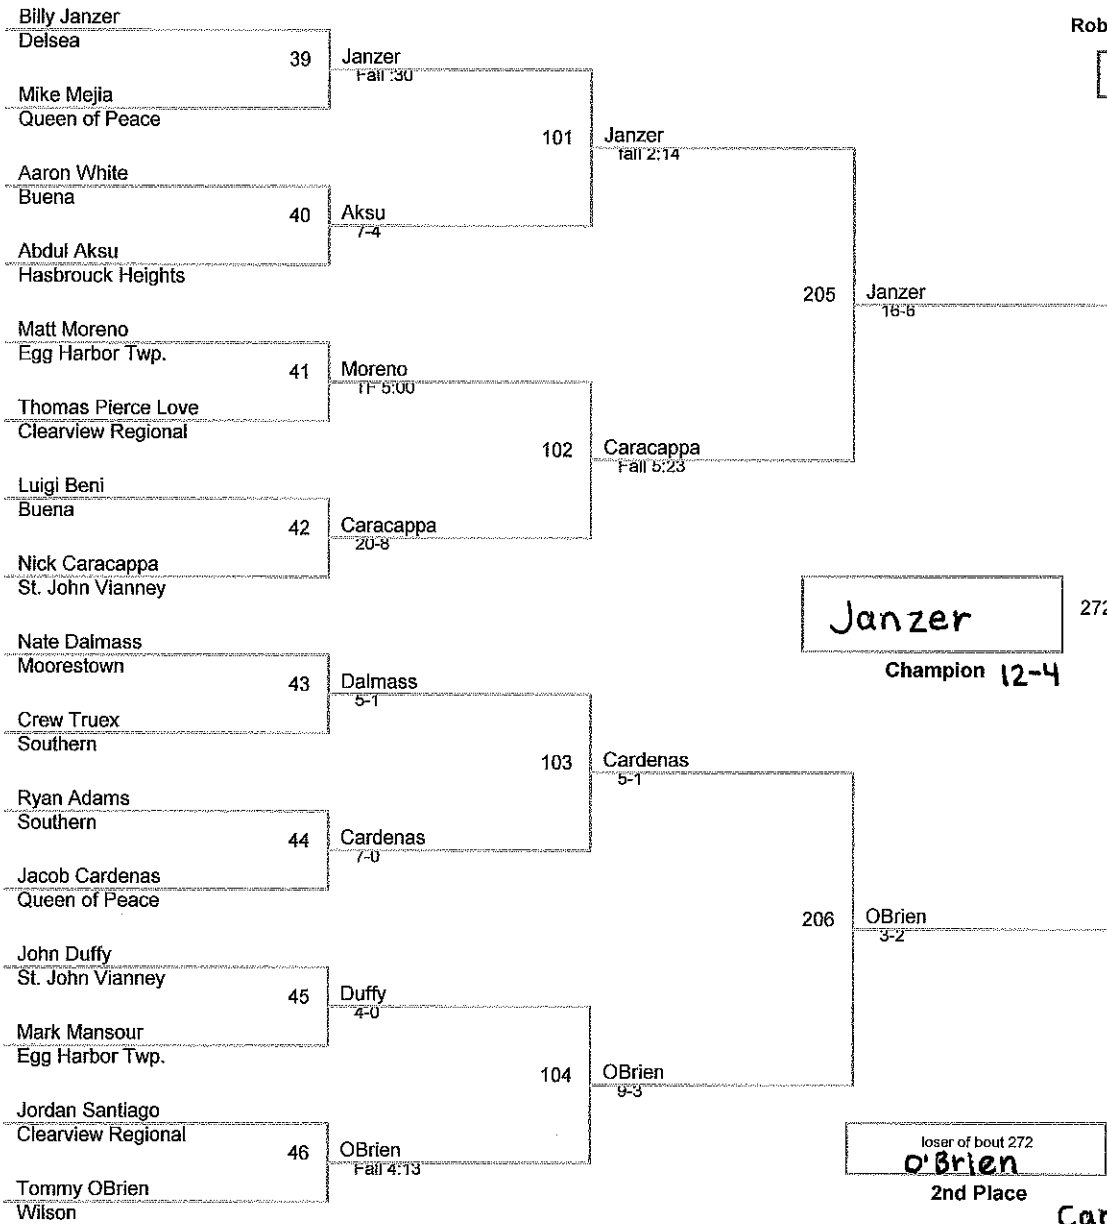 Billy Janzer
Delsea
39
Janzer
Fall :30
Mike Mejia
Queen of Peace
101
Janzer
fall 2:14
Aaron White
Buena
40
Aksu
7-4
Abdul Aksu
Hasbrouck Heights
205
Janzer
16-6
Matt Moreno
Egg Harbor Twp.
41
Moreno
TF 5:00
Thomas Pierce Love
Clearview Regional
102
Caracappa
Fall 5:23
Luigi Beni
Buena
42
Caracappa
20-8
Nick Caracappa
St. John Vianney
Janzer
272
Champion 12-4
Nate Dalmass
Moorestown
43
Dalmass
5-1
Crew Truex
Southern
103
Cardenas
5-1
Ryan Adams
Southern
44
Cardenas
7-0
Jacob Cardenas
Queen of Peace
206
OBrien
3-2
John Duffy
St. John Vianney
45
Duffy
4-0
Mark Mansour
Egg Harbor Twp.
104
OBrien
9-3
Jordan Santiago
Clearview Regional
46
OBrien
Fall 4:13
Tommy OBrien
Wilson
loser of bout 272
O'Brien
2nd Place
Rob
Car